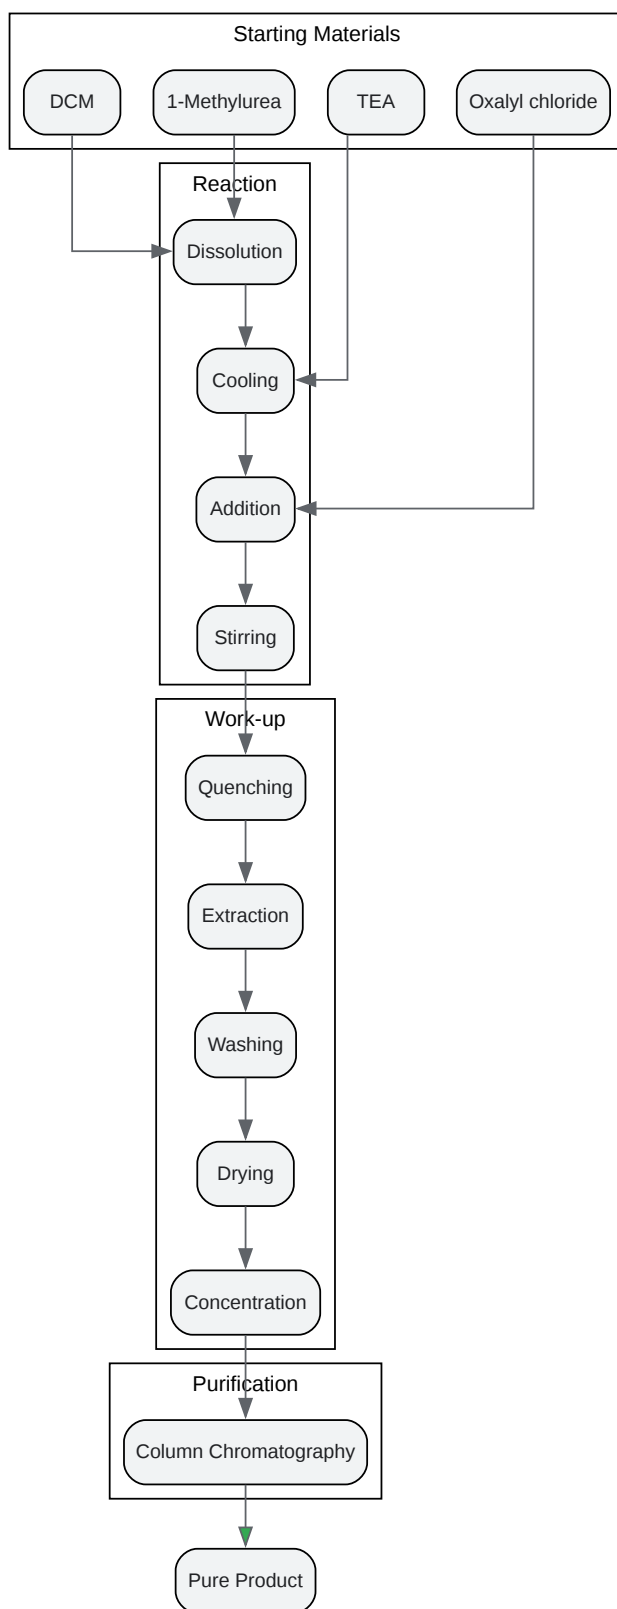 Starting Materials
DCM
1-Methylurea
TEA
Oxalyl chloride
Reaction
Dissolution
Cooling
Addition
Stirring
Work-up
Quenching
Extraction
Washing
Drying
Concentration
Purification
Column Chromatography
Pure Product